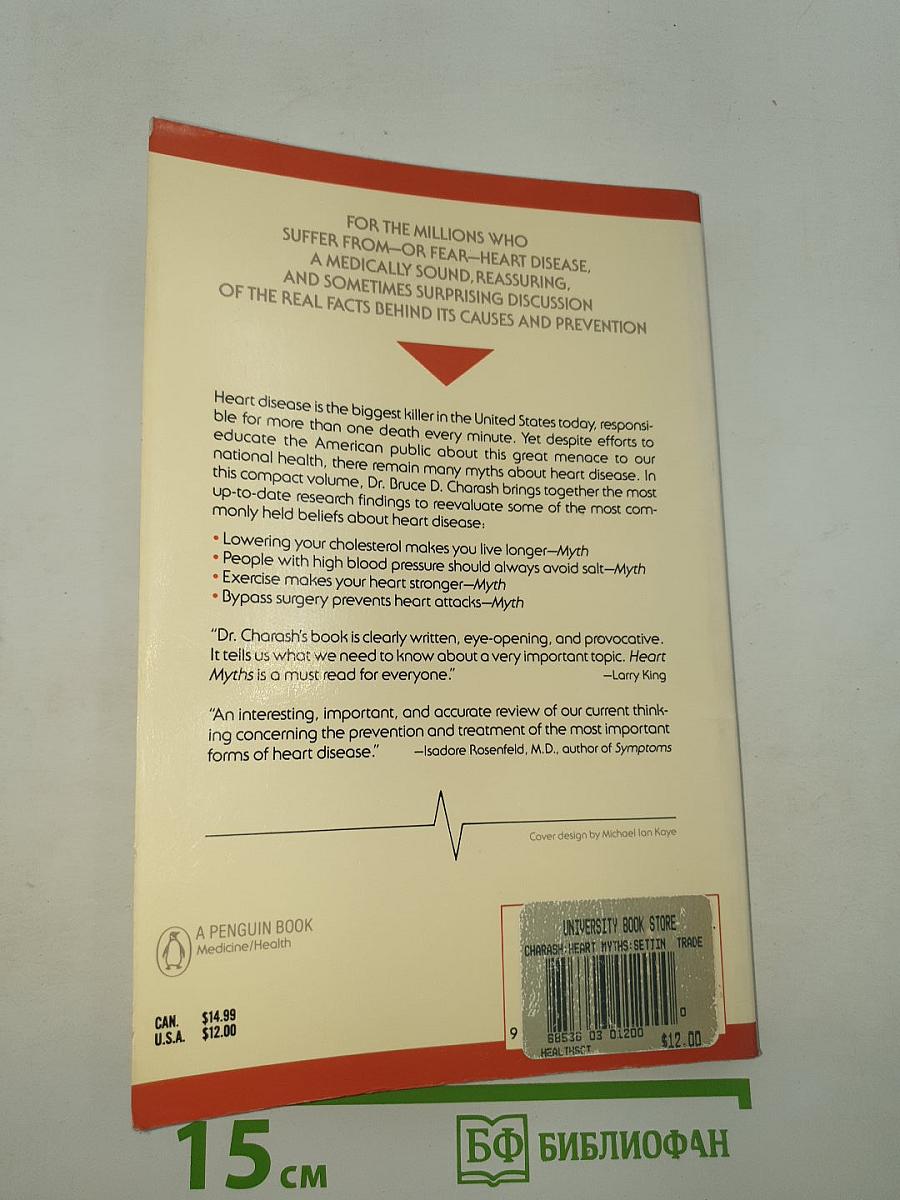 FOR THE MILLIONS WHO
SUFFER FROM—OR FEAR—HEART DISEASE,
A MEDICALLY SOUND, REASSURING,
AND SOMETIMES SURPRISING DISCUSSION
OF THE REAL FACTS BEHIND ITS CAUSES AND PREVENTION
Heart disease is the biggest killer in the United States today, responsi-
ble for more than one death every minute. Yet despite efforts to
educate the American public about this great menace to our
national health, there remain many myths about heart disease. In
this compact volume, Dr. Bruce D. Charash brings together the most
up-to-date research findings to reevaluate some of the most com-
monly held beliefs about heart disease:
• Lowering your cholesterol makes you live longer—Myth
• People with high blood pressure should always avoid salt—Myth
• Exercise makes your heart stronger—Myth
• Bypass surgery prevents heart attacks—Myth
"Dr. Charash's book is clearly written, eye-opening, and provocative.
It tells us what we need to know about a very important topic. Heart
Myths is a must read for everyone." —Larry King
"An interesting, important, and accurate review of our current think-
ing concerning the prevention and treatment of the most important
forms of heart disease." —Isadore Rosenfeld, M.D., author of Symptoms
Cover design by Michael Ian Kaye
A PENGUIN BOOK
Medicine/Health
CAN. $14.99
U.S.A. $12.00
UNIVERSITY BOOK STORE
CHARASH:HEART MYTHS:SETTIN TRADE
0
9
68536 03 01200 $12.00
15 см
БФ БИБЛИОФАН